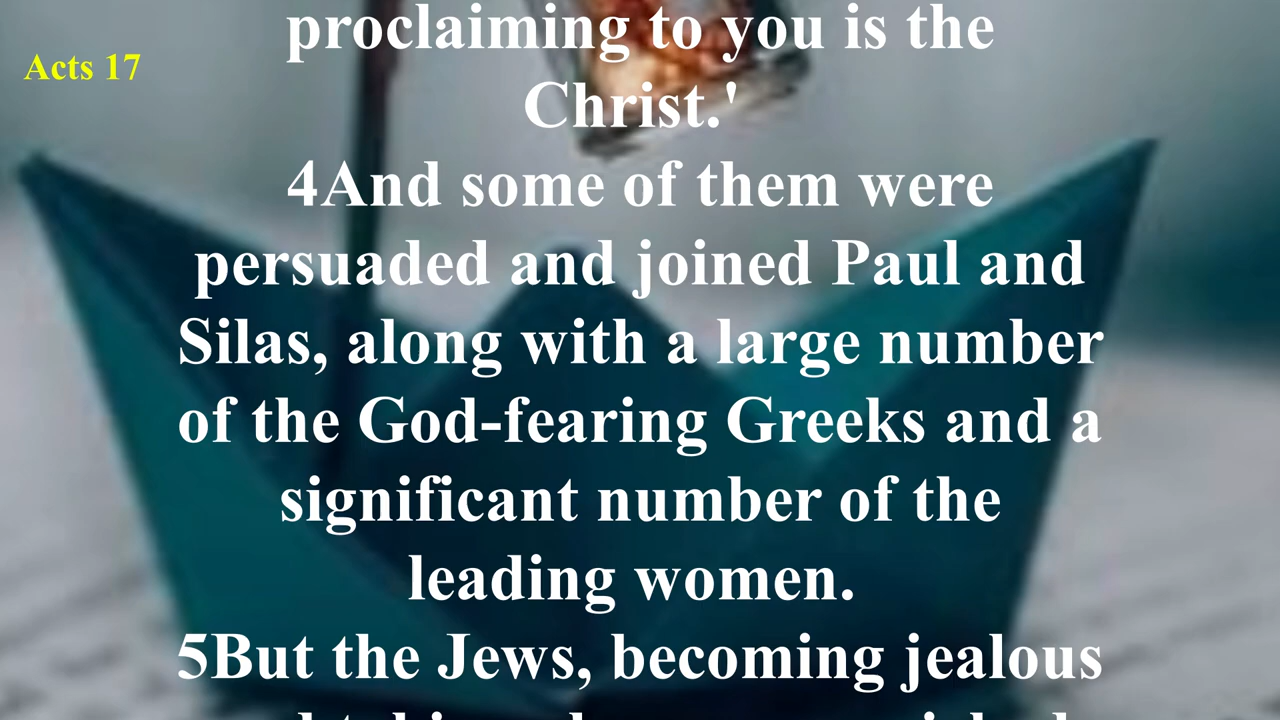 Acts 17
proclaiming to you is the
Christ.'
4And some of them were
persuaded and joined Paul and
Silas, along with a large number
of the God-fearing Greeks and a
significant number of the
leading women.
5But the Jews, becoming jealous